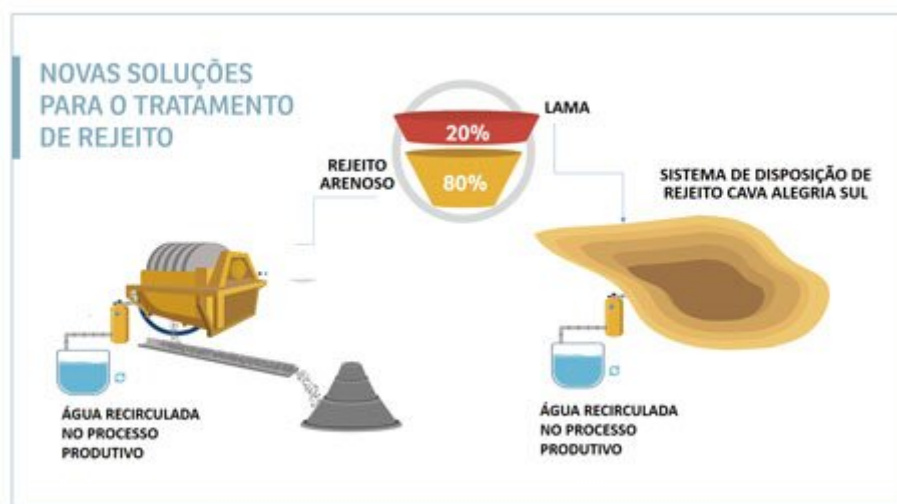 NOVAS SOLUÇÕES
PARA O TRATAMENTO
DE REJEITO
LAMA
20%
REJEITO
ARENOSO
80%
SISTEMA DE DISPOSIÇÃO DE
REJEITO CAVA ALEGRIA SUL
ÁGUA RECIRCULADA
NO PROCESSO
PRODUTIVO
ÁGUA RECIRCULADA
NO PROCESSO
PRODUTIVO